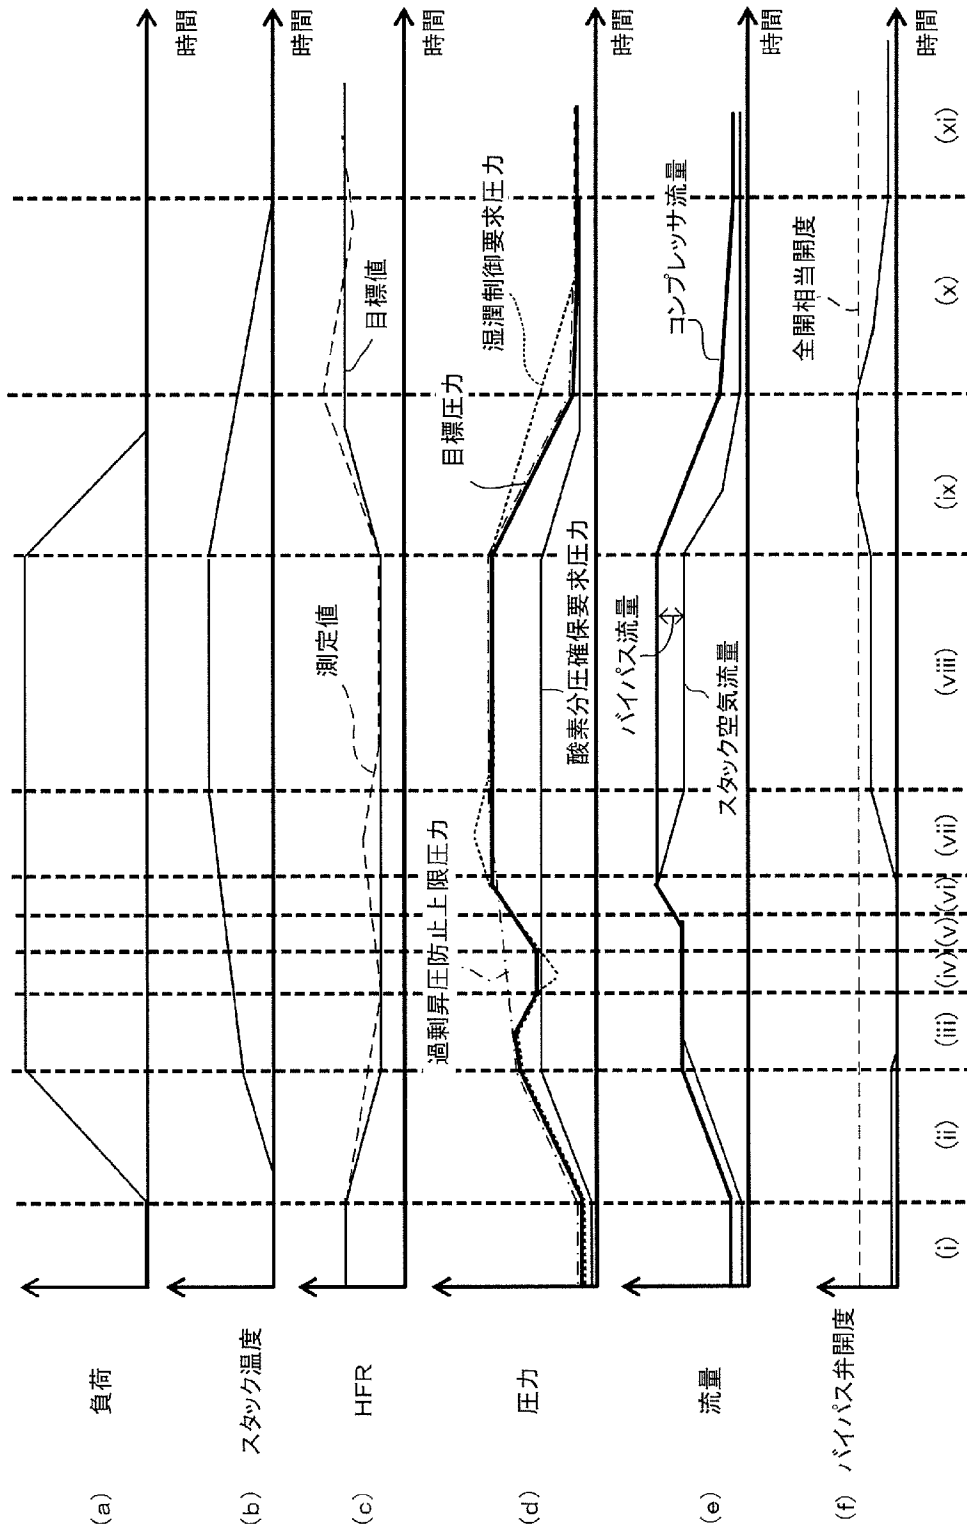 (a) 負荷
時間
(b) スタック温度
時間
(c) HFR
測定値
目標値
時間
(d) 圧力
過剰昇圧防止上限圧力
酸素分圧確保要求圧力
目標圧力
湿潤制御要求圧力
時間
(e) 流量
バイパス流量
スタック空気流量
コンプレッサ流量
時間
(f) バイパス弁開度
全開相当開度
時間
(i) (ii) (iii) (iv) (v) (vi) (vii) (viii) (ix) (x) (xi)